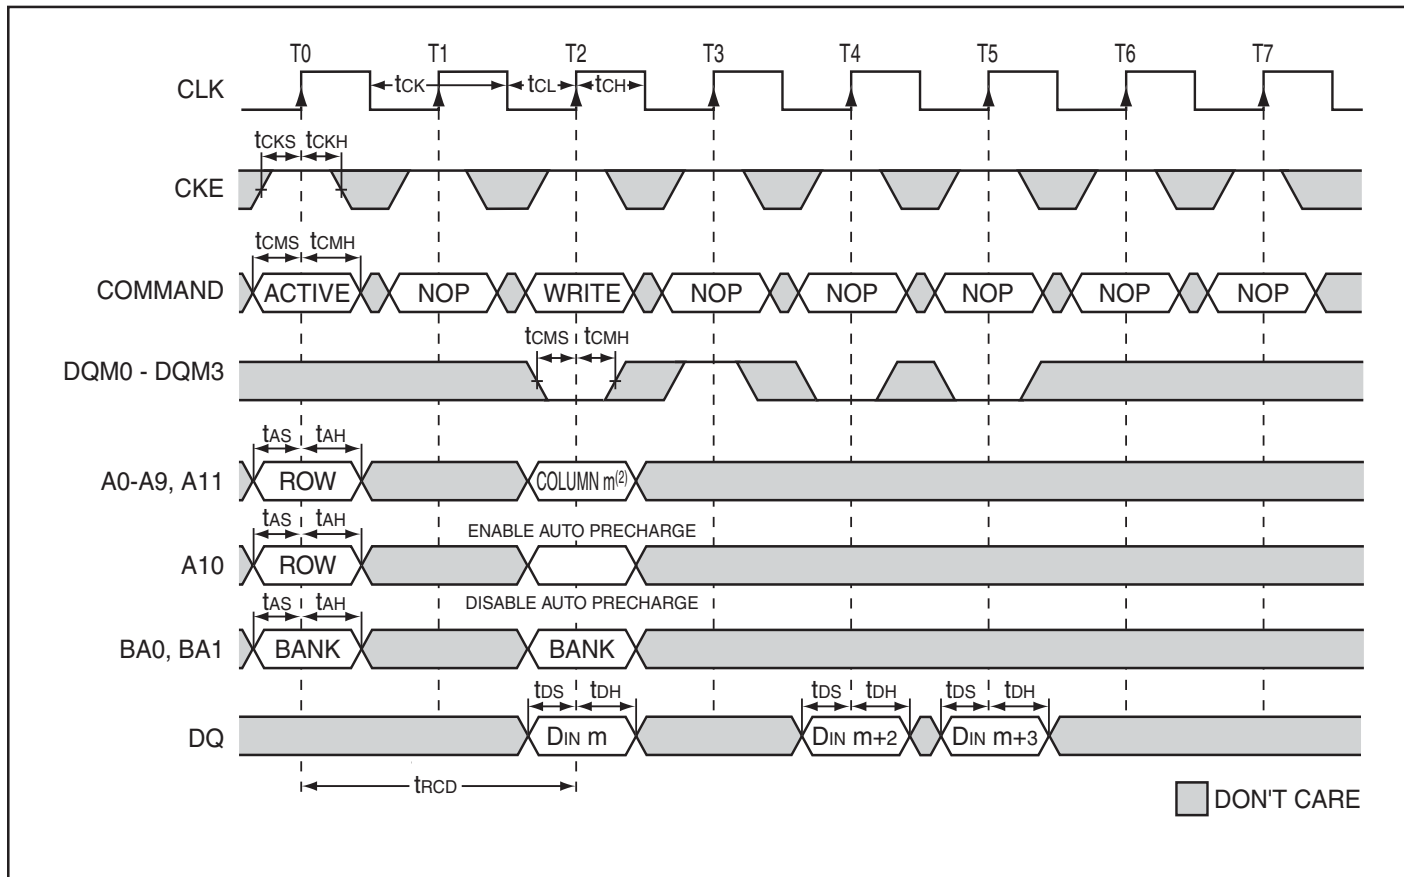 T0 T1 T2 T3 T4 T5 T6 T7
CLK
tCK tCL tCH
tCKS tCKH
CKE
tCMS tCMH
COMMAND ACTIVE NOP WRITE NOP NOP NOP NOP NOP
tCMS tCMH
DQM0 - DQM3
tAS tAH
A0-A9, A11 ROW COLUMN m(2)
tAS tAH ENABLE AUTO PRECHARGE
A10 ROW
tAS tAH DISABLE AUTO PRECHARGE
BA0, BA1 BANK BANK
tDS tDH tDS tDH tDS tDH
DQ DIN m DIN m+2 DIN m+3
tRCD
DON'T CARE